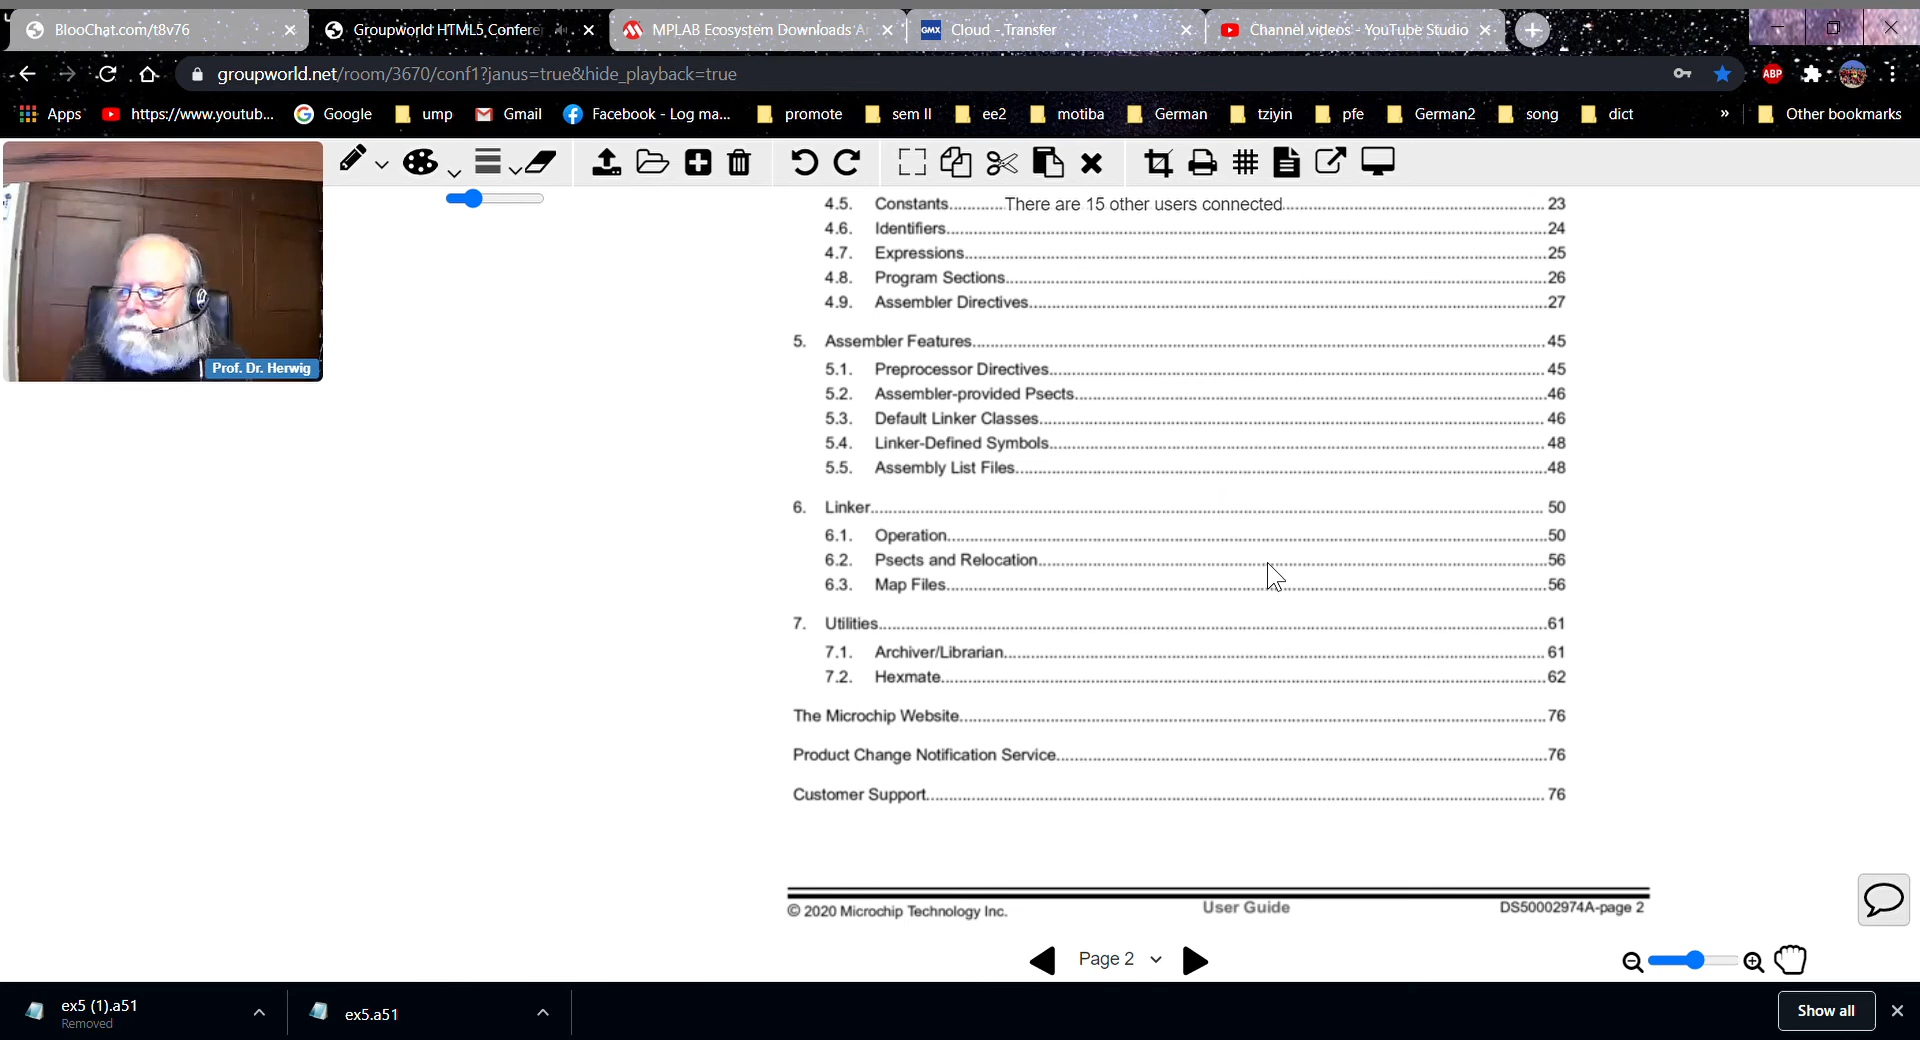 BlooChat.com/t8v76
Groupworld HTML5 Confere
MPLAB Ecosystem Downloads A
GMX Cloud - Transfer
Channel videos - YouTube Studio
groupworld.net/room/3670/conf1?janus=true&hide_playback=true
ABP
Apps https://www.youtub... Google ump Gmail Facebook - Log ma... promote sem II ee2 motiba German tziyin pfe German2 song dict » Other bookmarks
Prof. Dr. Herwig
There are 15 other users connected
4.5. Constants 23
4.6. Identifiers 24
4.7. Expressions 25
4.8. Program Sections 26
4.9. Assembler Directives 27
5. Assembler Features 45
5.1. Preprocessor Directives 45
5.2. Assembler-provided Psects 46
5.3. Default Linker Classes 46
5.4. Linker-Defined Symbols 48
5.5. Assembly List Files 48
6. Linker 50
6.1. Operation 50
6.2. Psects and Relocation 56
6.3. Map Files 56
7. Utilities 61
7.1. Archiver/Librarian 61
7.2. Hexmate 62
The Microchip Website 76
Product Change Notification Service 76
Customer Support 76
© 2020 Microchip Technology Inc. User Guide DS50002974A-page 2
Page 2
ex5 (1).a51
Removed
ex5.a51
Show all